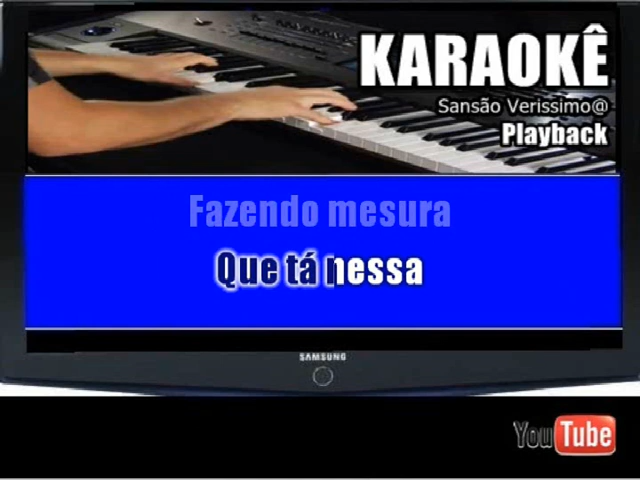 KARAOKÊ
Sansão Verissimo@
Playback
Fazendo mesura
Que tá nessa
SAMSUNG
YouTube